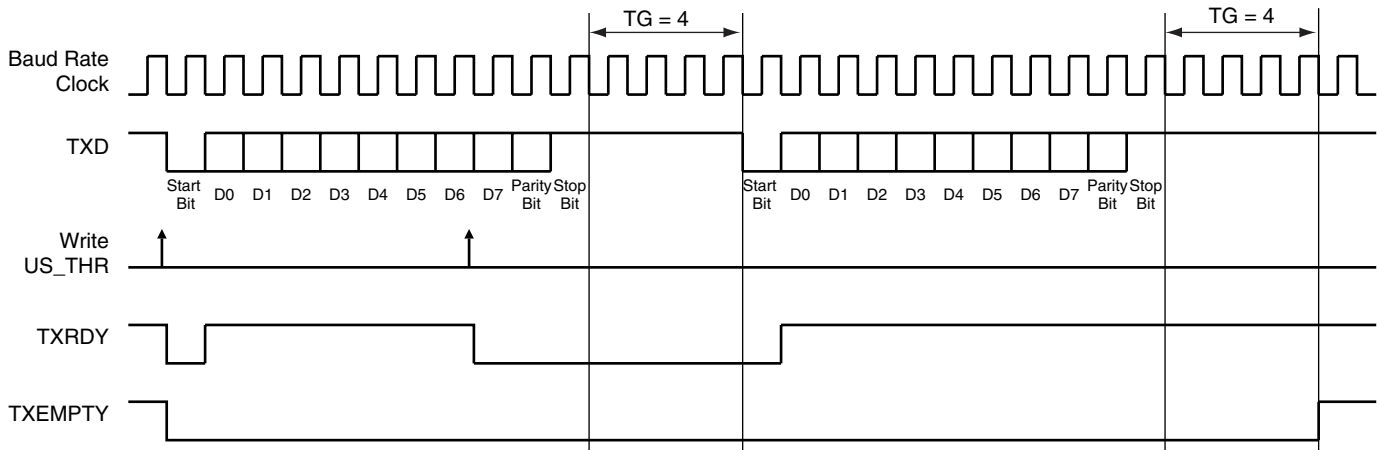 TG = 4
TG = 4
Baud Rate
Clock
TXD
Start
Bit
D0
D1
D2
D3
D4
D5
D6
D7
Parity
Bit
Stop
Bit
Start
Bit
D0
D1
D2
D3
D4
D5
D6
D7
Parity
Bit
Stop
Bit
Write
US_THR
TXRDY
TXEMPTY